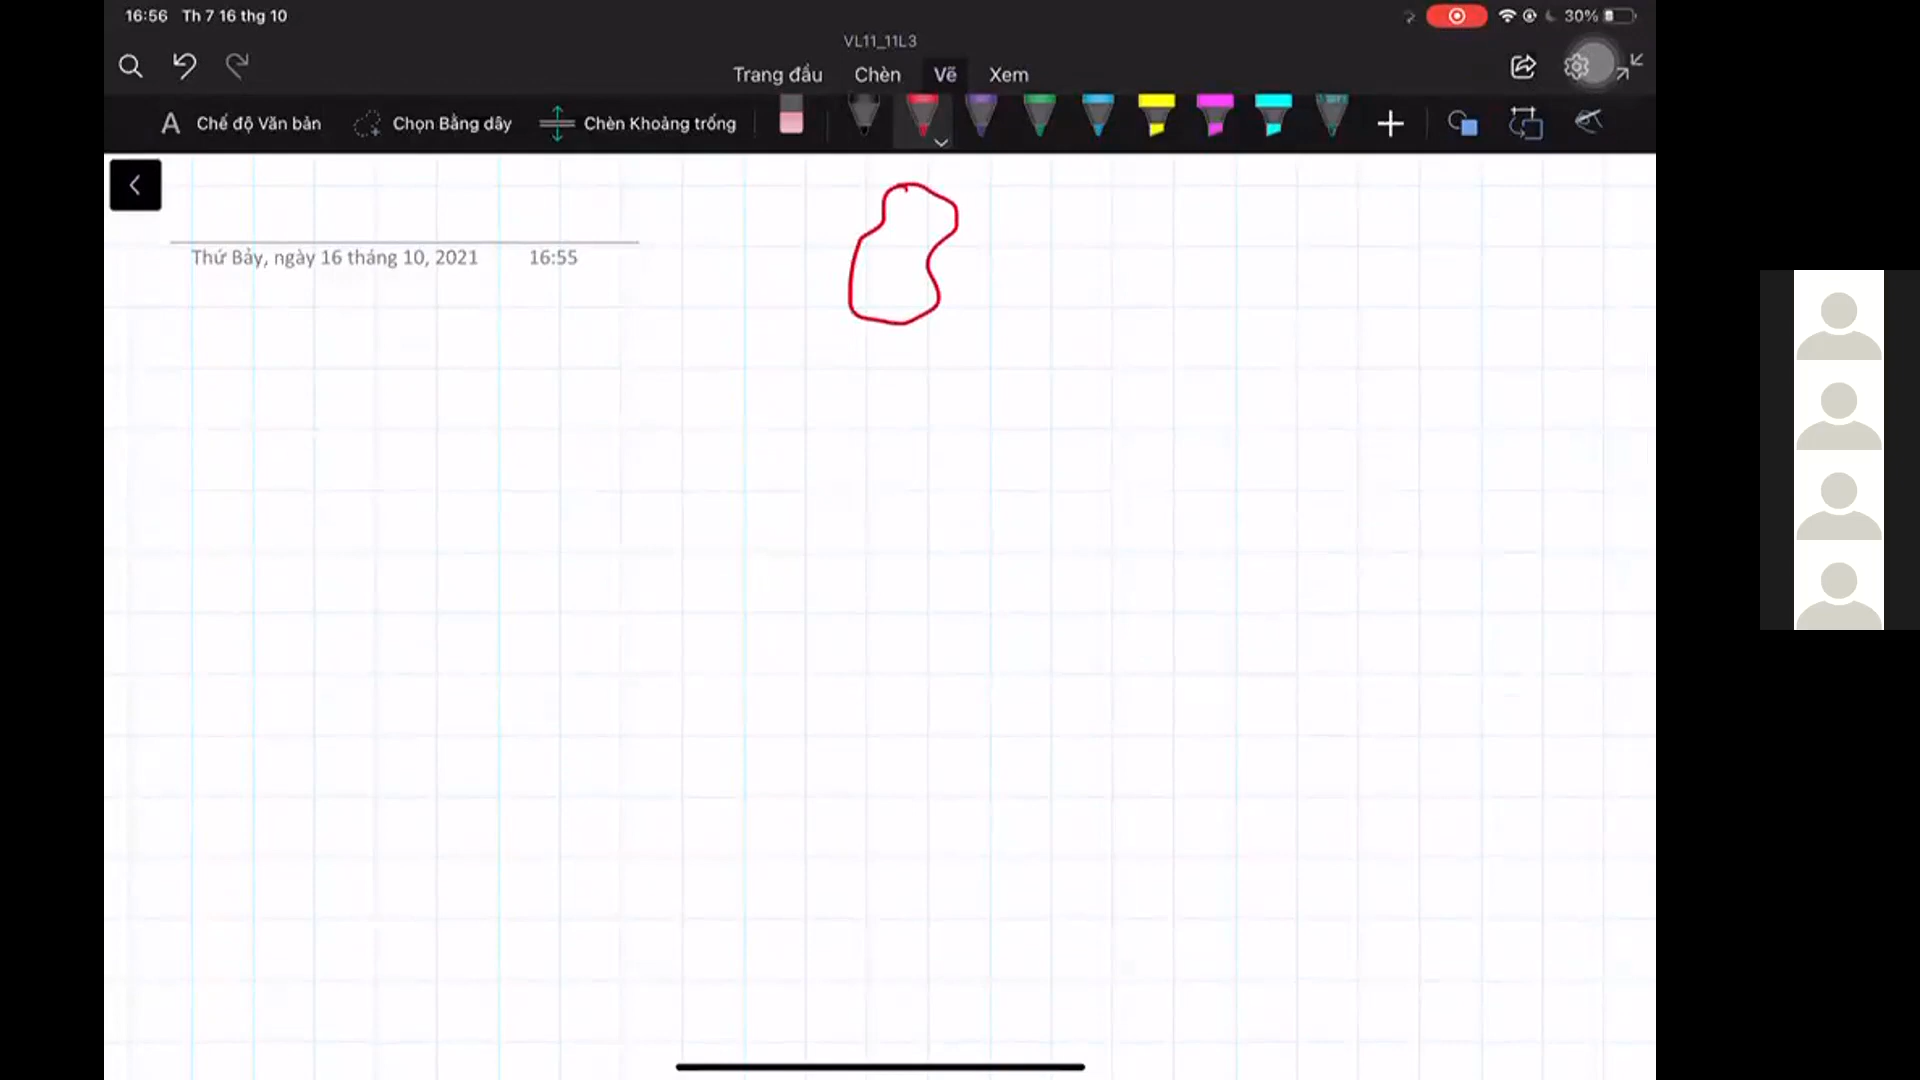 16:56 Th 7 16 thg 10
30%
VL11_11L3
Trang đầu Chèn Vẽ Xem
A Chế độ Văn bản Chọn Bằng dây Chèn Khoảng trống
Thứ Bảy, ngày 16 tháng 10, 2021 16:55